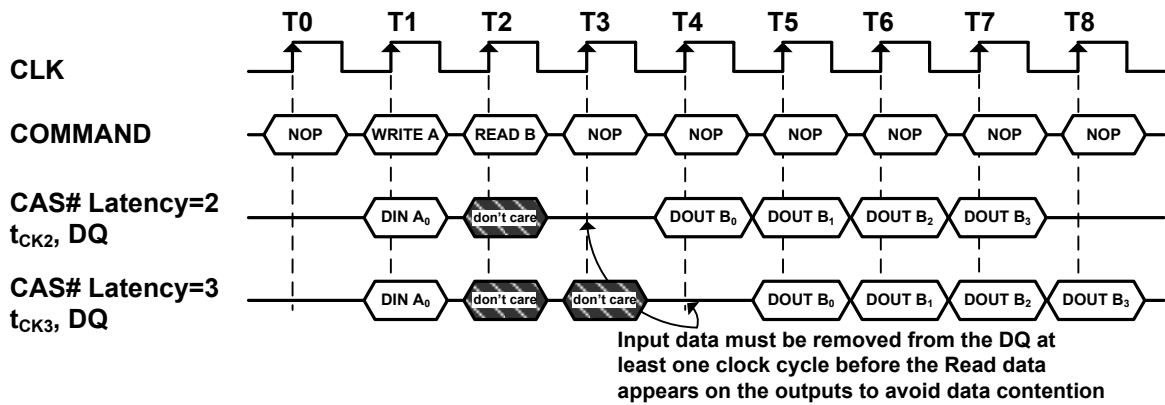 T0 T1 T2 T3 T4 T5 T6 T7 T8
CLK
COMMAND NOP WRITE A READ B NOP NOP NOP NOP NOP NOP
CAS# Latency=2
tCK2, DQ DIN A0 don't care DOUT B0 DOUT B1 DOUT B2 DOUT B3
CAS# Latency=3
tCK3, DQ DIN A0 don't care don't care DOUT B0 DOUT B1 DOUT B2 DOUT B3
Input data must be removed from the DQ at
least one clock cycle before the Read data
appears on the outputs to avoid data contention